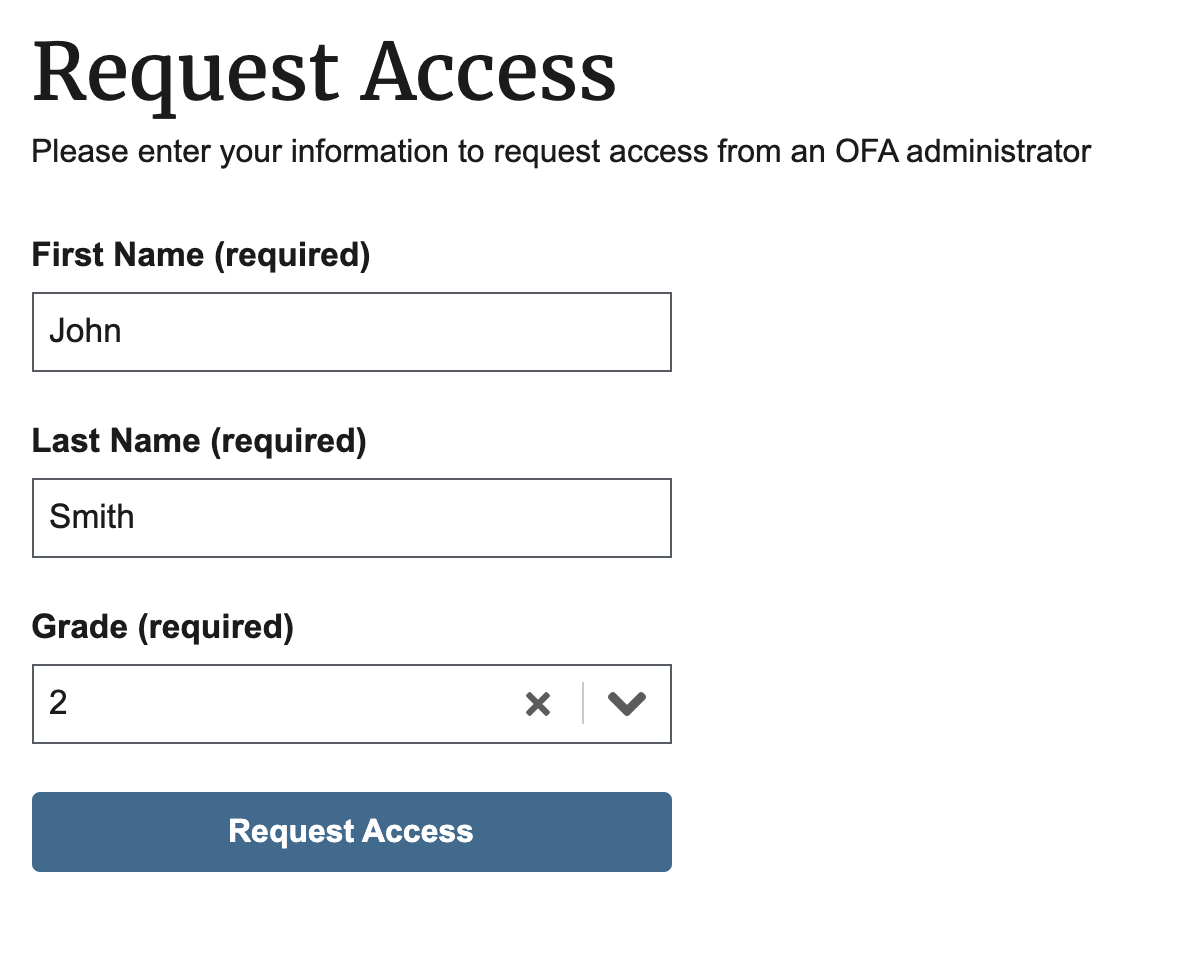 Request Access
Please enter your information to request access from an OFA administrator
First Name (required)
John
Last Name (required)
Smith
Grade (required)
2
Request Access